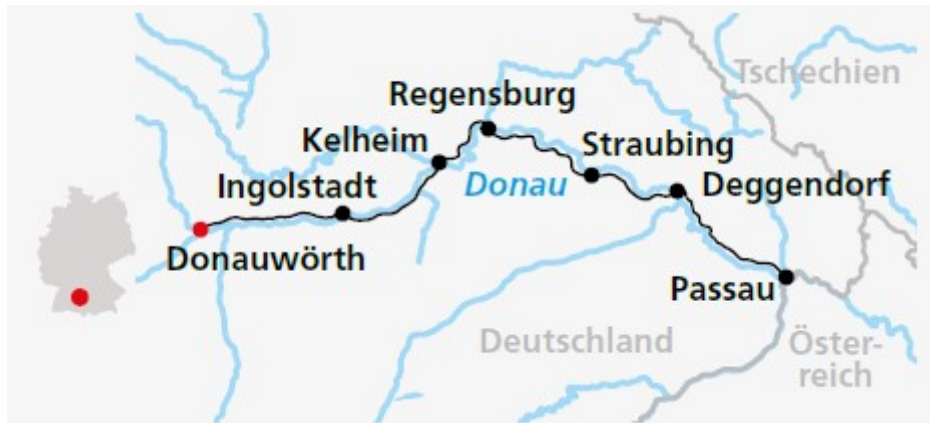 Tschechien
Regensburg
Kelheim
Straubing
Ingolstadt
Donau
Deggendorf
Donauwörth
Passau
Deutschland
Öster-
reich